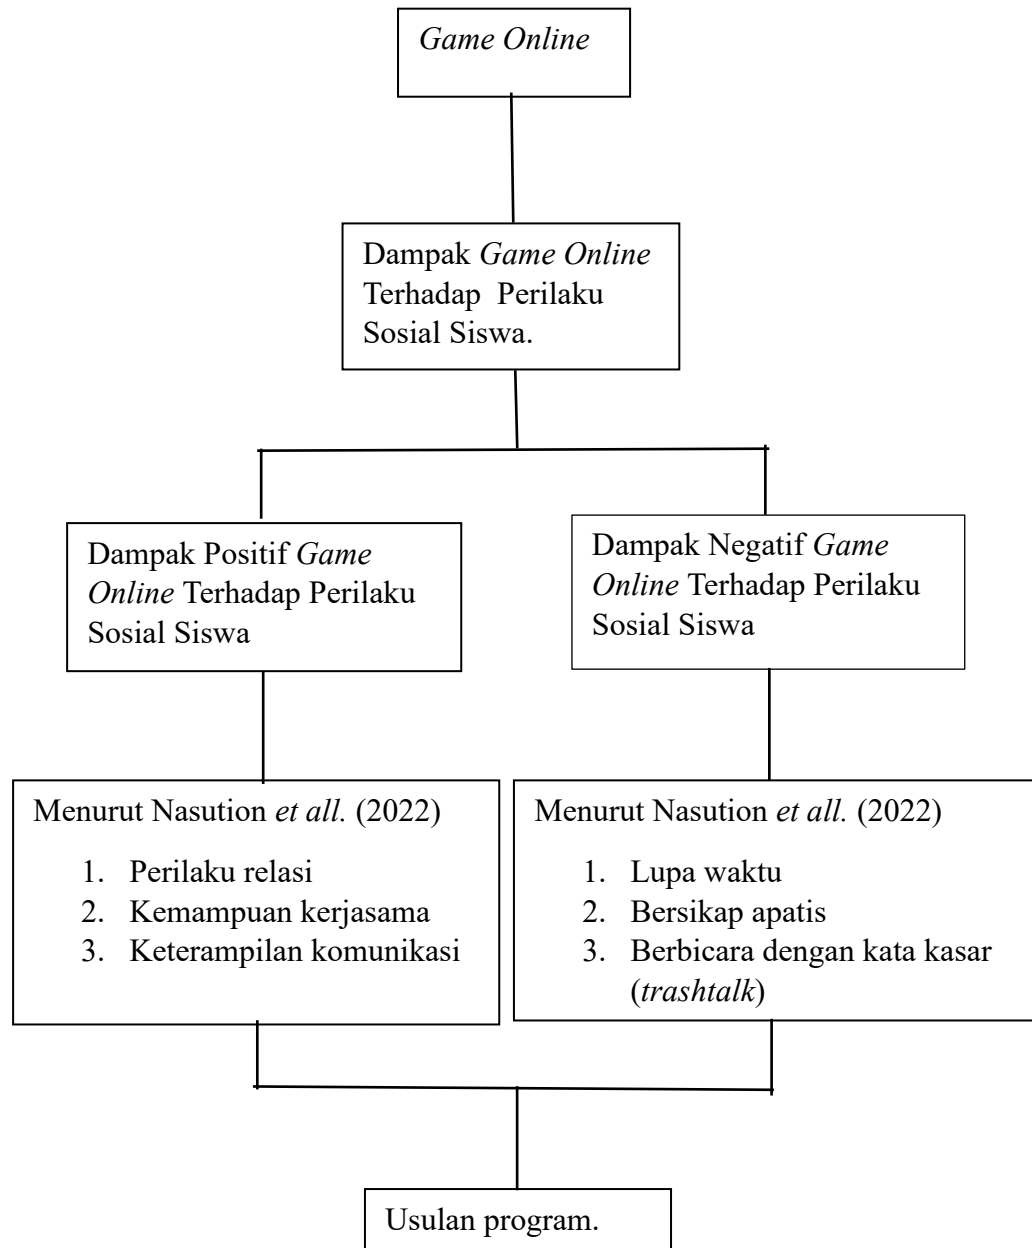 Game Online
Dampak Game Online
Terhadap Perilaku
Sosial Siswa.
Dampak Positif Game
Online Terhadap Perilaku
Sosial Siswa
Dampak Negatif Game
Online Terhadap Perilaku
Sosial Siswa
Menurut Nasution et all. (2022)
1. Perilaku relasi
2. Kemampuan kerjasama
3. Keterampilan komunikasi
Menurut Nasution et all. (2022)
1. Lupa waktu
2. Bersikap apatis
3. Berbicara dengan kata kasar
(trashtalk)
Usulan program.